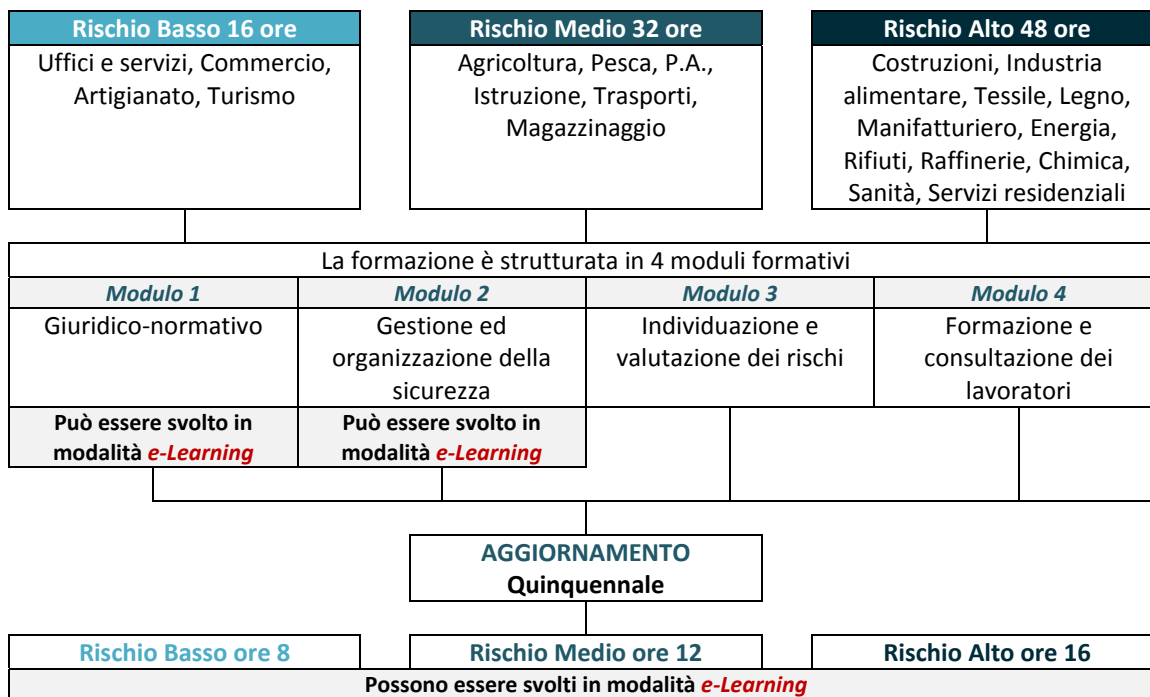 Rischio Basso 16 ore
Uffici e servizi, Commercio,
Artigianato, Turismo
Rischio Medio 32 ore
Agricoltura, Pesca, P.A.,
Istruzione, Trasporti,
Magazzinaggio
Rischio Alto 48 ore
Costruzioni, Industria
alimentare, Tessile, Legno,
Manifatturiero, Energia,
Rifiuti, Raffinerie, Chimica,
Sanità, Servizi residenziali
La formazione è strutturata in 4 moduli formativi
Modulo 1
Giuridico-normativo
Può essere svolto in
modalità e-Learning
Modulo 2
Gestione ed
organizzazione della
sicurezza
Può essere svolto in
modalità e-Learning
Modulo 3
Individuazione e
valutazione dei rischi
Modulo 4
Formazione e
consultazione dei
lavoratori
AGGIORNAMENTO
Quinquennale
Rischio Basso ore 8
Rischio Medio ore 12
Rischio Alto ore 16
Possono essere svolti in modalità e-Learning